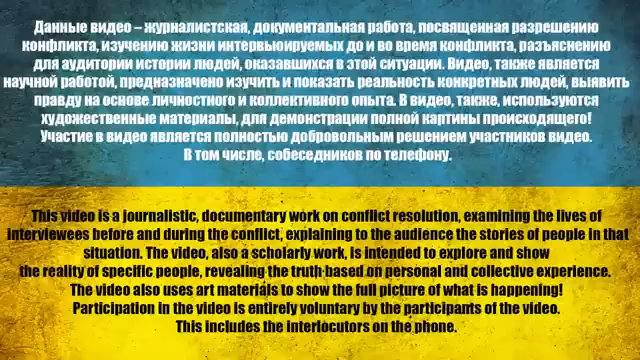 Данные видео – журналистская, документальная работа, посвященная разрешению
конфликта, изучению жизни интервьюируемых до и во время конфликта, разъяснению
для аудитории истории людей, оказавшихся в этой ситуации. Видео, также является
научной работой, предназначено изучить и показать реальность конкретных людей, выявить
правду на основе личностного и коллективного опыта. В видео, также, используются
художественные материалы, для демонстрации полной картины происходящего!
Участие в видео является полностью добровольным решением участников видео.
В том числе, собеседников по телефону.
This video is a journalistic, documentary work on conflict resolution, examining the lives of
interviewees before and during the conflict, explaining to the audience the stories of people in that
situation. The video, also a scholarly work, is intended to explore and show
the reality of specific people, revealing the truth based on personal and collective experience.
The video also uses art materials to show the full picture of what is happening!
Participation in the video is entirely voluntary by the participants of the video.
This includes the interlocutors on the phone.